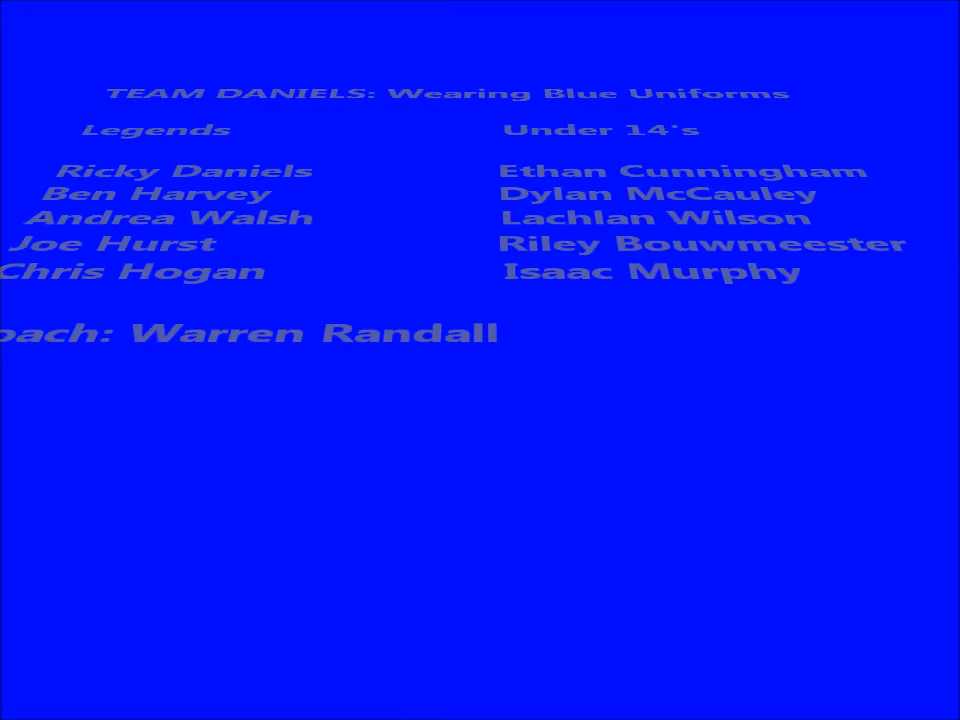 TEAM DANIELS: Wearing Blue Uniforms
Legends Under 14's
Ricky Daniels Ethan Cunningham
Ben Harvey Dylan McCauley
Andrea Walsh Lachlan Wilson
Joe Hurst Riley Bouwmeester
Chris Hogan Isaac Murphy
oach: Warren Randall